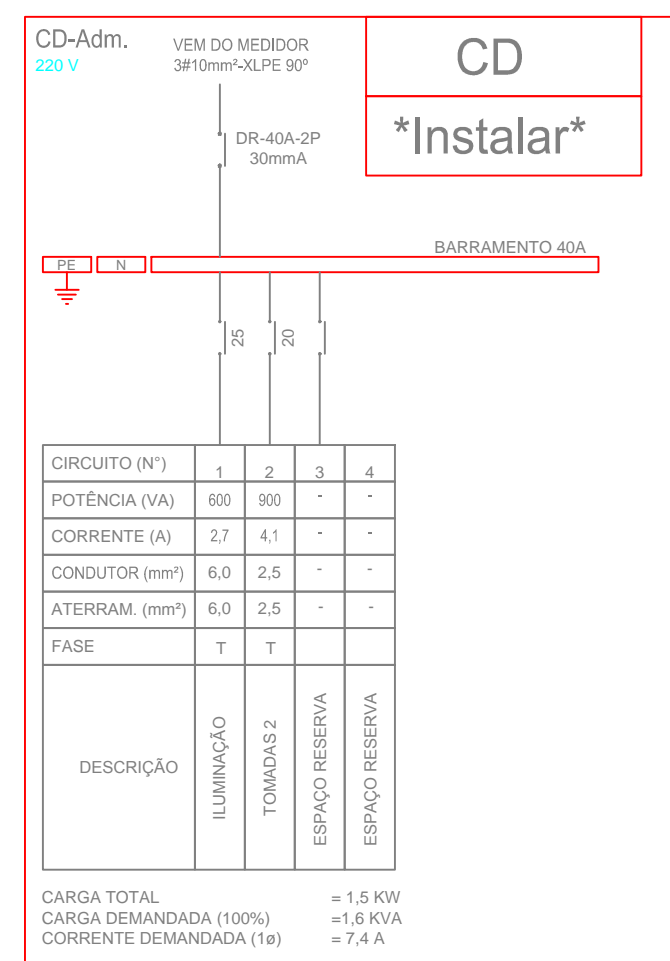 CD-Adm.
220 V
VEM DO MEDIDOR
3#10mm²-XLPE 90º
CD
*Instalar*
DR-40A-2P
30mmA
BARRAMENTO 40A
PE N
25 20
CIRCUITO (N°) 1 2 3 4
POTÊNCIA (VA) 600 900 - -
CORRENTE (A) 2,7 4,1 - -
CONDUTOR (mm²) 6,0 2,5 - -
ATERRAM. (mm²) 6,0 2,5 - -
FASE T T
DESCRIÇÃO
ILUMINAÇÃO
TOMADAS 2
ESPAÇO RESERVA
ESPAÇO RESERVA
CARGA TOTAL = 1,5 KW
CARGA DEMANDADA (100%) =1,6 KVA
CORRENTE DEMANDADA (1ø) = 7,4 A